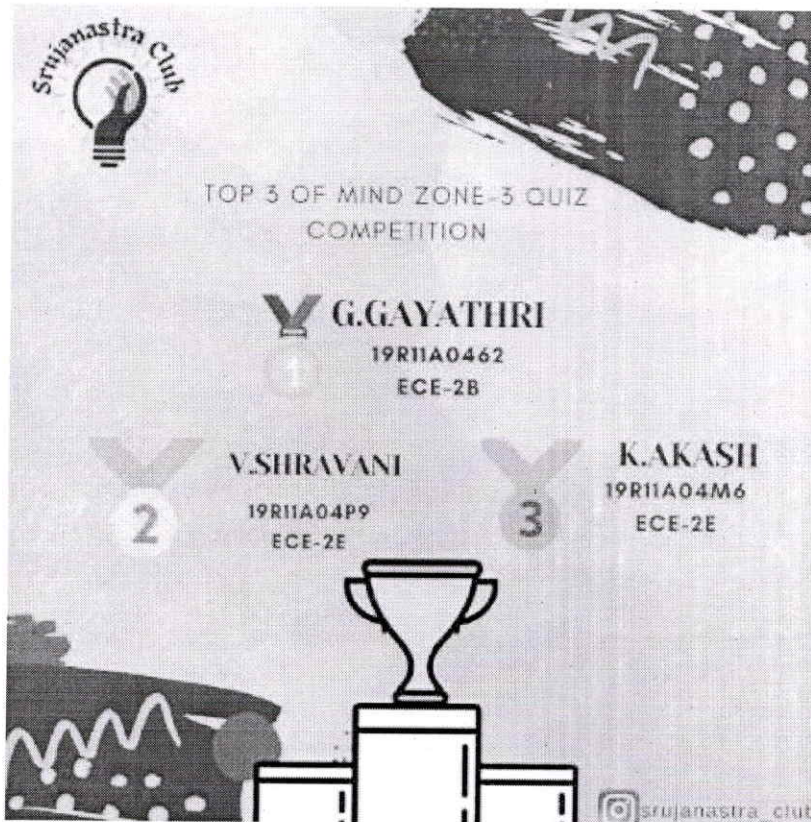 Srujanastra Club
TOP 3 OF MIND ZONE-3 QUIZ
COMPETITION
G.GAYATHRI
1
19R11A0462
ECE-2B
V.SHRAVANI
2
19R11A04P9
ECE-2E
K.AKASH
3
19R11A04M6
ECE-2E
srujanastra_club